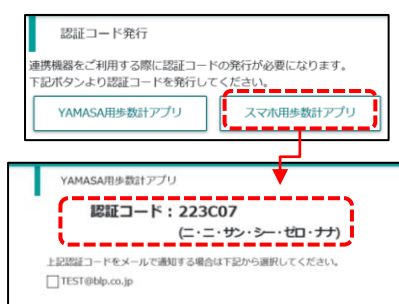 認証コード発行
連携機器をご利用する際に認証コードの発行が必要になります。
下記ボタンより認証コードを発行してください。
YAMASA用歩数計アプリ
スマホ用歩数計アプリ
YAMASA用歩数計アプリ
認証コード：223C07
(ニ・ニ・サン・シー・ゼロ・ナナ)
上記認証コードをメールで通知する場合は下記から選択してください。
TEST@blp.co.jp